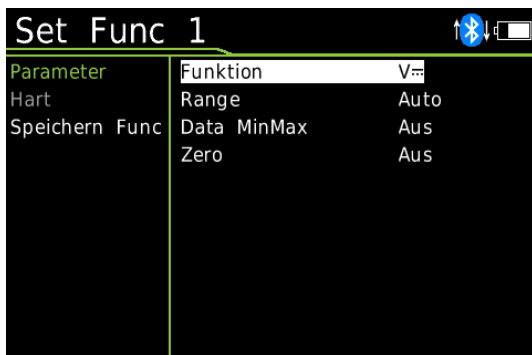 Set Func 1
Parameter
Hart
Speichern Func
Funktion V⎓
Range Auto
Data MinMax Aus
Zero Aus